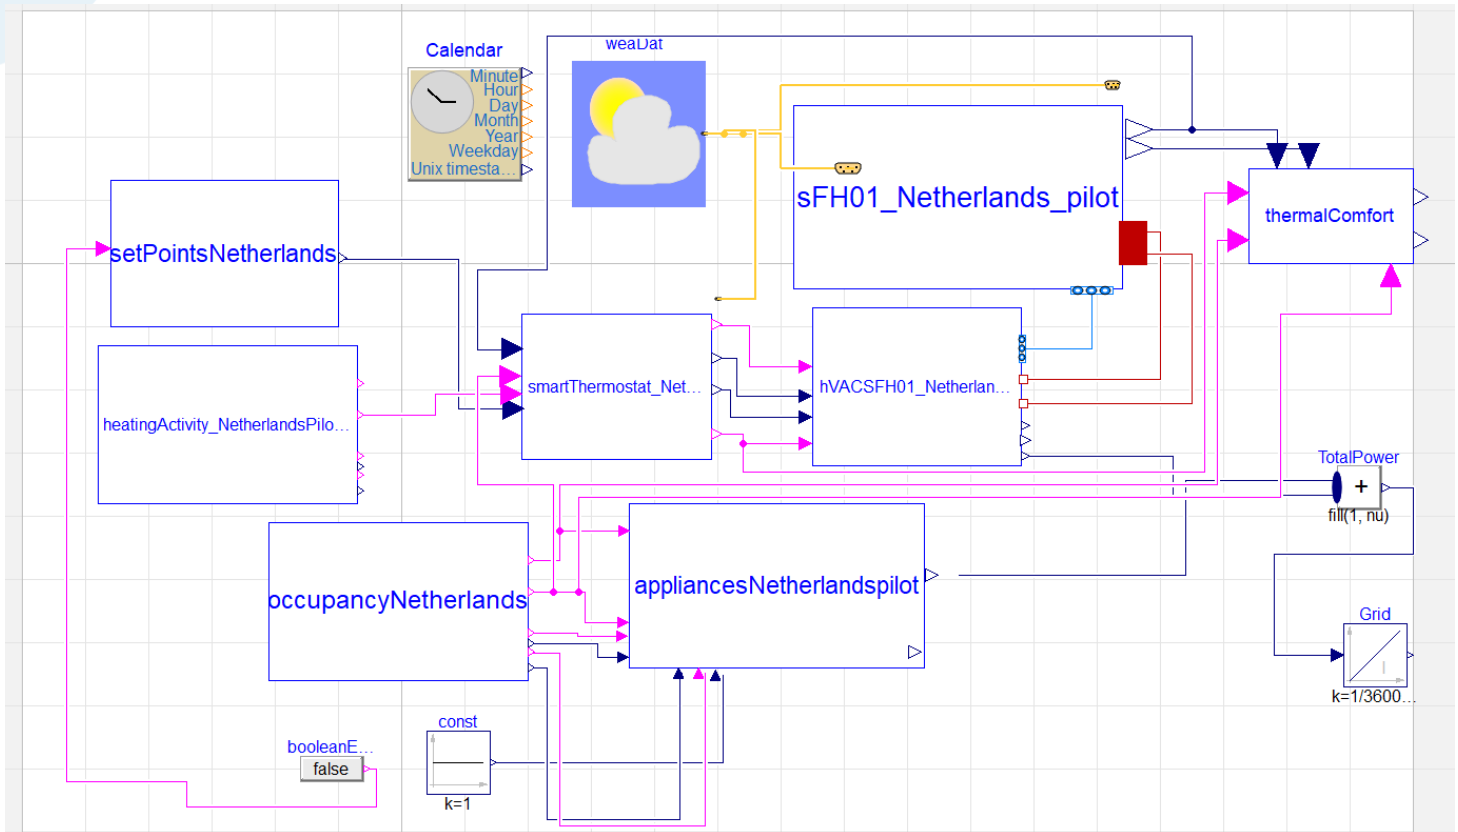 Calendar
weaDat
Minute
Hour
Day
Month
Year
Weekday
Unix timesta...
sFH01_Netherlands_pilot
thermalComfort
setPointsNetherlands
smartThermostat_Net...
hVACSFH01_Netherlan...
heatingActivity_NetherlandsPilo...
TotalPower
+
fill(1, nu)
appliancesNetherlandspilot
occupancyNetherlands
Grid
I
k=1/3600...
const
booleanE...
false
k=1